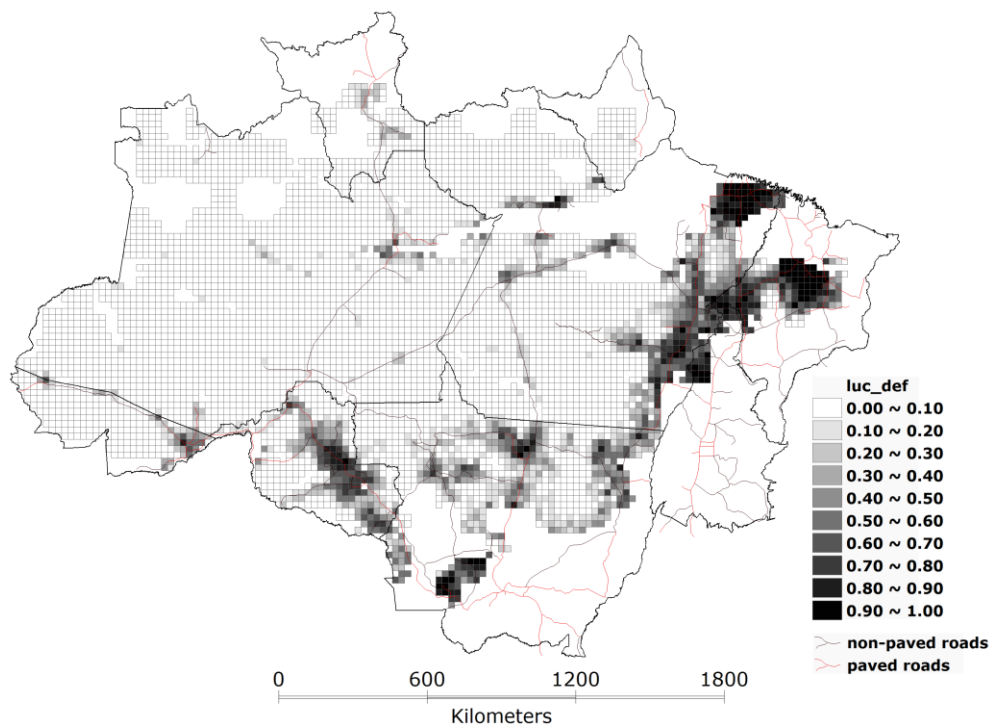 luc_def
0.00 ~ 0.10
0.10 ~ 0.20
0.20 ~ 0.30
0.30 ~ 0.40
0.40 ~ 0.50
0.50 ~ 0.60
0.60 ~ 0.70
0.70 ~ 0.80
0.80 ~ 0.90
0.90 ~ 1.00
non-paved roads
paved roads
0 600 1200 1800
Kilometers